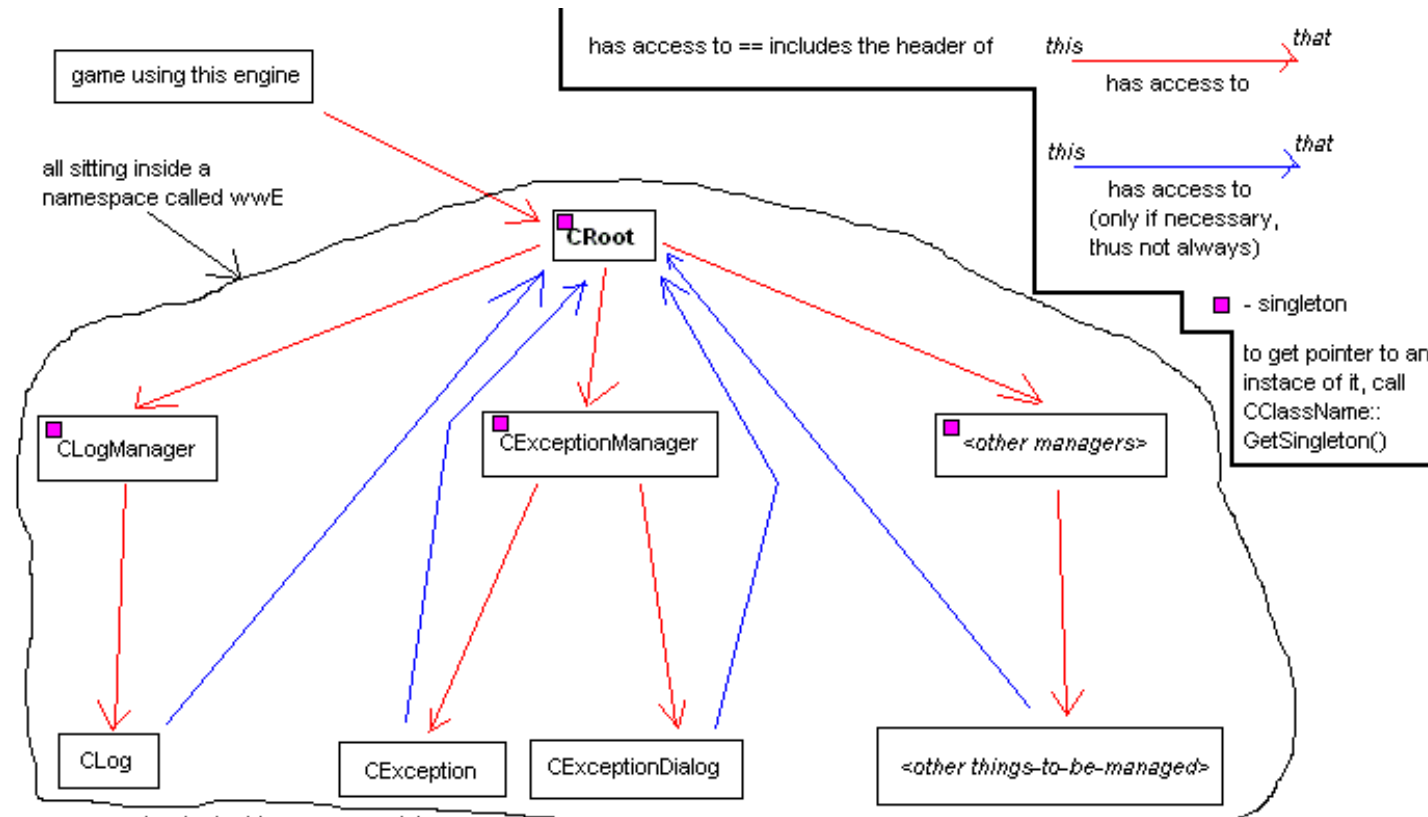 has access to == includes the header of
this
that
has access to
game using this engine
this
that
has access to
(only if necessary,
thus not always)
all sitting inside a
namespace called wwE
CRoot
- singleton
to get pointer to an
instace of it, call
CClassName::
GetSingleton()
CLogManager
CExceptionManager
<other managers>
CLog
CException
CExceptionDialog
<other things-to-be-managed>